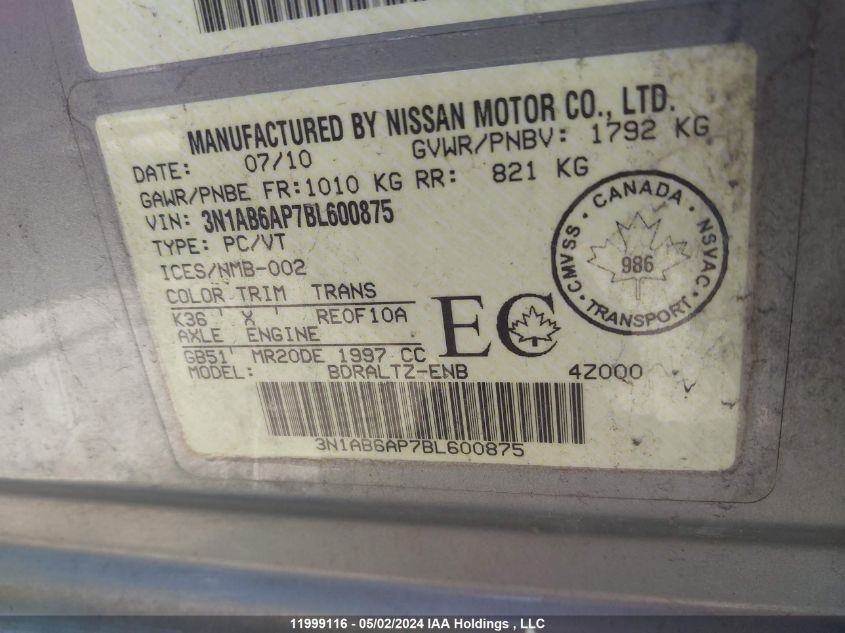 MANUFACTURED BY NISSAN MOTOR CO., LTD.
DATE: 07/10 GVWR/PNBV: 1792 KG
GAWR/PNBE FR:1010 KG RR: 821 KG
VIN: 3N1AB6AP7BL600875
TYPE: PC/VT
ICES/NMB-002
COLOR TRIM TRANS
K36 X REOF10A
AXLE ENGINE
GB51 MR20DE 1997 CC
MODEL: BDRALTZ-ENB 4Z000
EC
CANADA
CMVSS NSVAC
986
TRANSPORT
3N1AB6AP7BL600875
11999116 - 05/02/2024 IAA Holdings , LLC